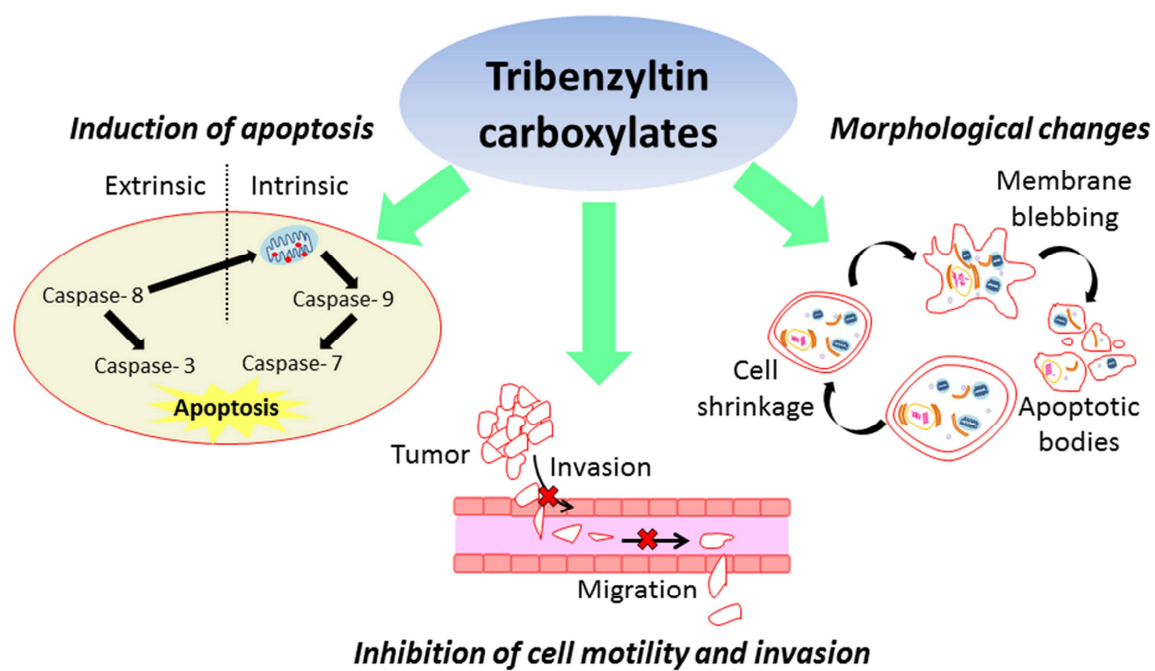 Tribenzyltin
carboxylates
Induction of apoptosis
Extrinsic
Intrinsic
Caspase- 8
Caspase- 9
Caspase- 3
Caspase- 7
Apoptosis
Morphological changes
Membrane
blebbing
Cell
shrinkage
Apoptotic
bodies
Tumor
Invasion
Migration
Inhibition of cell motility and invasion